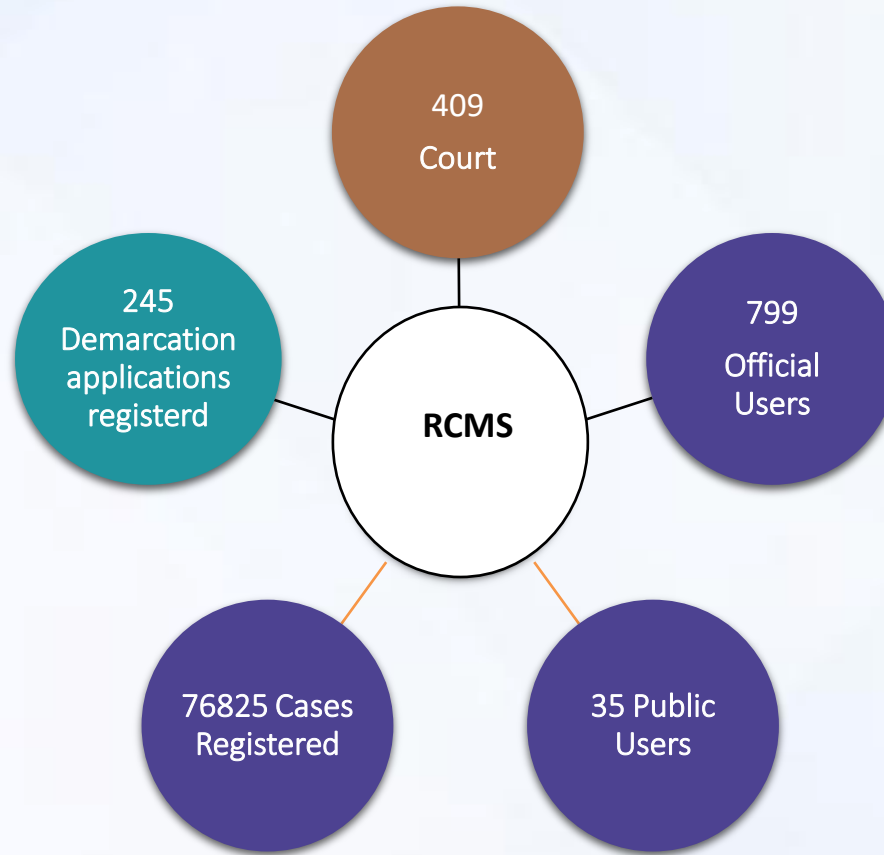 409
Court
245
Demarcation
applications
registerd
799
Official
Users
RCMS
76825 Cases
Registered
35 Public
Users